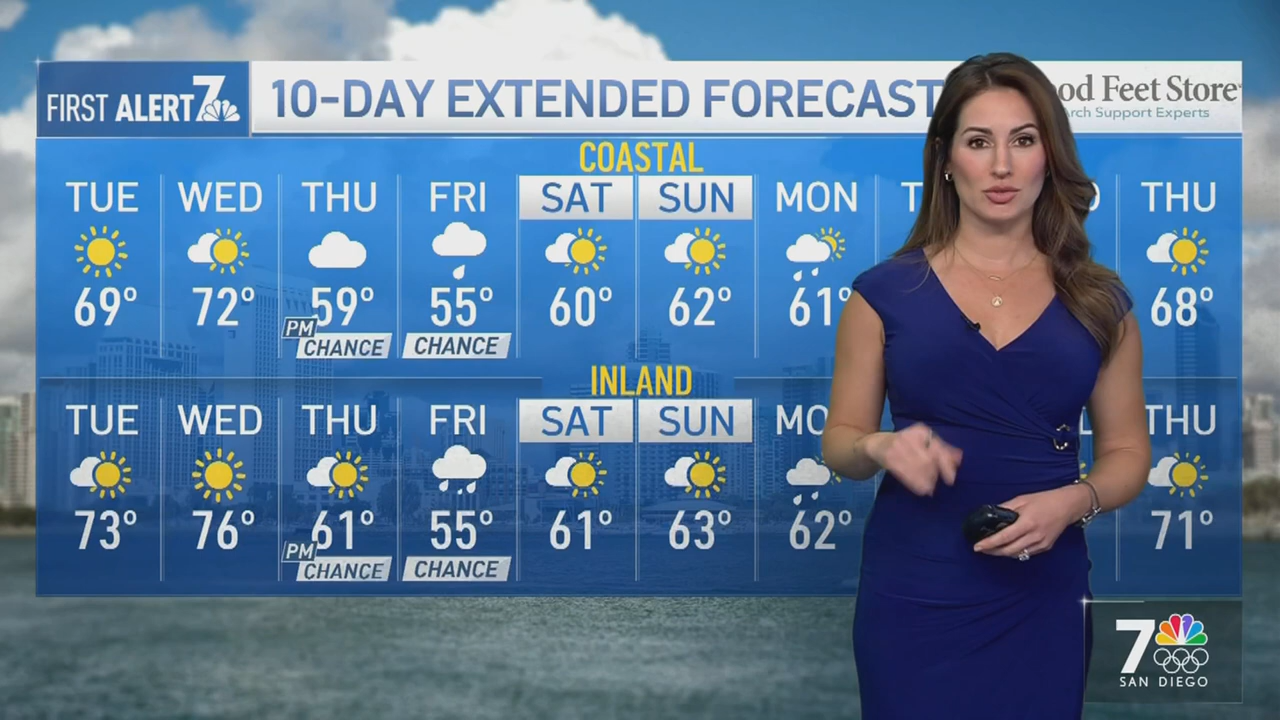 FIRST ALERT 7
10-DAY EXTENDED FORECAST
Feet Store
Arch Support Experts
COASTAL
TUE WED THU FRI SAT SUN MON THU
69° 72° 59° 55° 60° 62° 61° 68°
PM CHANCE CHANCE
INLAND
TUE WED THU FRI SAT SUN THU
73° 76° 61° 55° 61° 63° 62° 71°
PM CHANCE CHANCE
7
SAN DIEGO